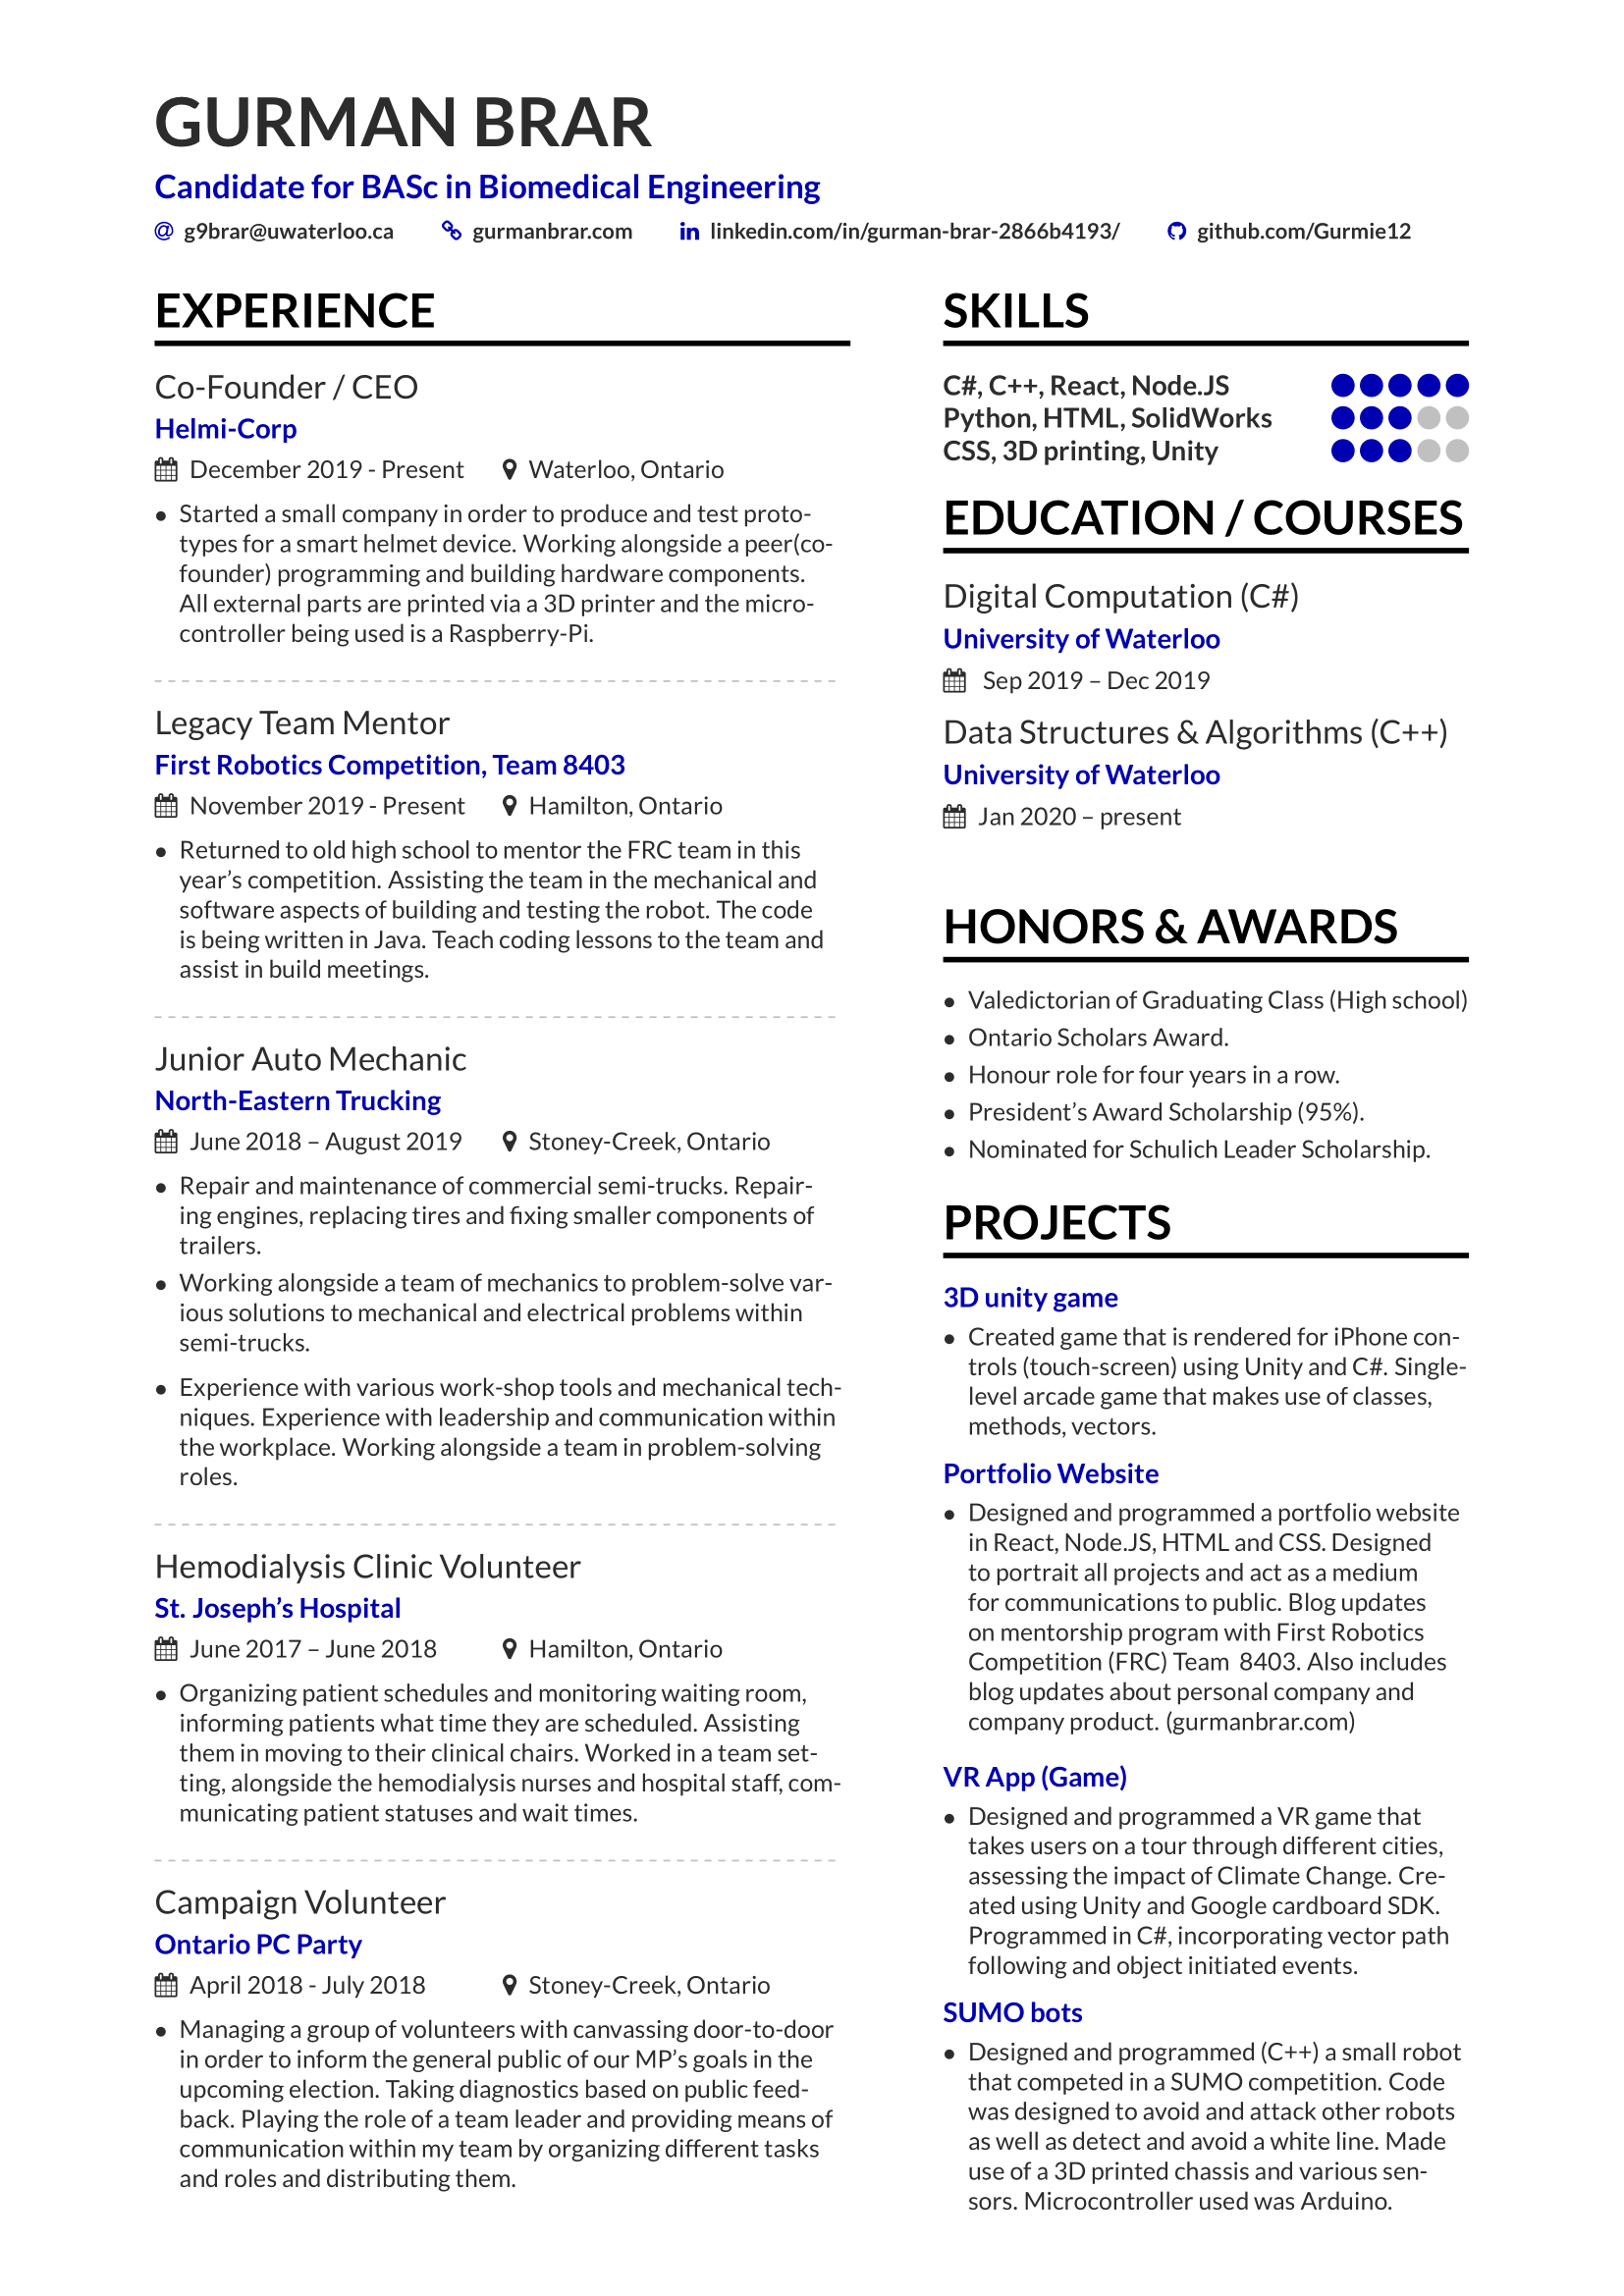 GURMAN BRAR
Candidate for BASc in Biomedical Engineering
g9brar@uwaterloo.ca gurmanbrar.com linkedin.com/in/gurman-brar-2866b4193/ github.com/Gurmie12
EXPERIENCE
Co-Founder / CEO
Helmi-Corp
December 2019 - Present Waterloo, Ontario
• Started a small company in order to produce and test proto-
types for a smart helmet device. Working alongside a peer(co-
founder) programming and building hardware components.
All external parts are printed via a 3D printer and the micro-
controller being used is a Raspberry-Pi.
Legacy Team Mentor
First Robotics Competition, Team 8403
November 2019 - Present Hamilton, Ontario
• Returned to old high school to mentor the FRC team in this
year's competition. Assisting the team in the mechanical and
software aspects of building and testing the robot. The code
is being written in Java. Teach coding lessons to the team and
assist in build meetings.
Junior Auto Mechanic
North-Eastern Trucking
June 2018 – August 2019 Stoney-Creek, Ontario
• Repair and maintenance of commercial semi-trucks. Repair-
ing engines, replacing tires and fixing smaller components of
trailers.
• Working alongside a team of mechanics to problem-solve var-
ious solutions to mechanical and electrical problems within
semi-trucks.
• Experience with various work-shop tools and mechanical tech-
niques. Experience with leadership and communication within
the workplace. Working alongside a team in problem-solving
roles.
Hemodialysis Clinic Volunteer
St. Joseph's Hospital
June 2017 – June 2018 Hamilton, Ontario
• Organizing patient schedules and monitoring waiting room,
informing patients what time they are scheduled. Assisting
them in moving to their clinical chairs. Worked in a team set-
ting, alongside the hemodialysis nurses and hospital staff, com-
municating patient statuses and wait times.
Campaign Volunteer
Ontario PC Party
April 2018 - July 2018 Stoney-Creek, Ontario
• Managing a group of volunteers with canvassing door-to-door
in order to inform the general public of our MP's goals in the
upcoming election. Taking diagnostics based on public feed-
back. Playing the role of a team leader and providing means of
communication within my team by organizing different tasks
and roles and distributing them.
SKILLS
C#, C++, React, Node.JS
Python, HTML, SolidWorks
CSS, 3D printing, Unity
EDUCATION / COURSES
Digital Computation (C#)
University of Waterloo
Sep 2019 – Dec 2019
Data Structures & Algorithms (C++)
University of Waterloo
Jan 2020 – present
HONORS & AWARDS
• Valedictorian of Graduating Class (High school)
• Ontario Scholars Award.
• Honour role for four years in a row.
• President's Award Scholarship (95%).
• Nominated for Schulich Leader Scholarship.
PROJECTS
3D unity game
• Created game that is rendered for iPhone con-
trols (touch-screen) using Unity and C#. Single-
level arcade game that makes use of classes,
methods, vectors.
Portfolio Website
• Designed and programmed a portfolio website
in React, Node.JS, HTML and CSS. Designed
to portrait all projects and act as a medium
for communications to public. Blog updates
on mentorship program with First Robotics
Competition (FRC) Team 8403. Also includes
blog updates about personal company and
company product. (gurmanbrar.com)
VR App (Game)
• Designed and programmed a VR game that
takes users on a tour through different cities,
assessing the impact of Climate Change. Cre-
ated using Unity and Google cardboard SDK.
Programmed in C#, incorporating vector path
following and object initiated events.
SUMO bots
• Designed and programmed (C++) a small robot
that competed in a SUMO competition. Code
was designed to avoid and attack other robots
as well as detect and avoid a white line. Made
use of a 3D printed chassis and various sen-
sors. Microcontroller used was Arduino.